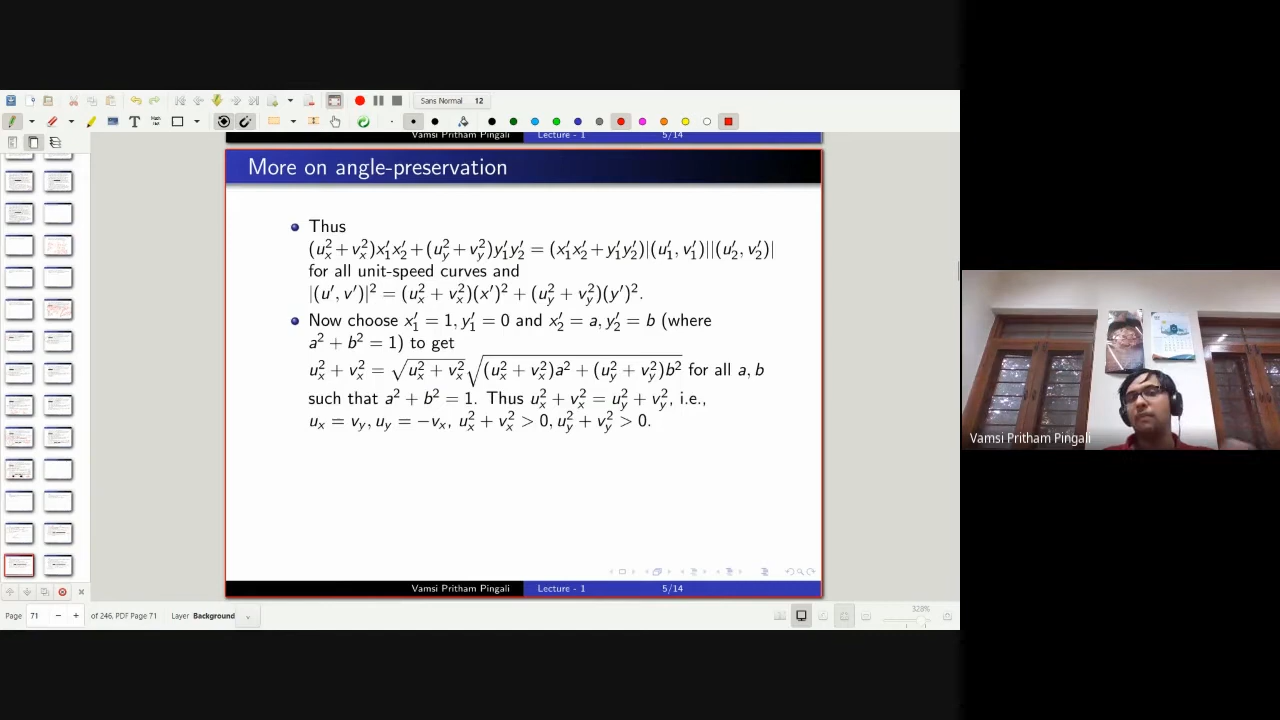 Sans Normal 12
Vamsi Pritham Pingali Lecture - 1 5/14
More on angle-preservation
Thus
(u_x^2+v_x^2)x_1′x_2′+(u_y^2+v_y^2)y_1′y_2′ = (x_1′x_2′+y_1′y_2′)|(u_1′, v_1′)||(u_2′, v_2′)|
for all unit-speed curves and
|(u′, v′)|^2 = (u_x^2 + v_x^2)(x′)^2 + (u_y^2 + v_y^2)(y′)^2.
Now choose x_1′ = 1, y_1′ = 0 and x_2′ = a, y_2′ = b (where
a^2 + b^2 = 1) to get
u_x^2 + v_x^2 = √(u_x^2 + v_x^2)√((u_x^2 + v_x^2)a^2 + (u_y^2 + v_y^2)b^2) for all a, b
such that a^2 + b^2 = 1. Thus u_x^2 + v_x^2 = u_y^2 + v_y^2, i.e.,
u_x = v_y, u_y = −v_x, u_x^2 + v_x^2 > 0, u_y^2 + v_y^2 > 0.
Vamsi Pritham Pingali Lecture - 1 5/14
Page 71 of 246, PDF Page 71 Layer Background 328%
Vamsi Pritham Pingali